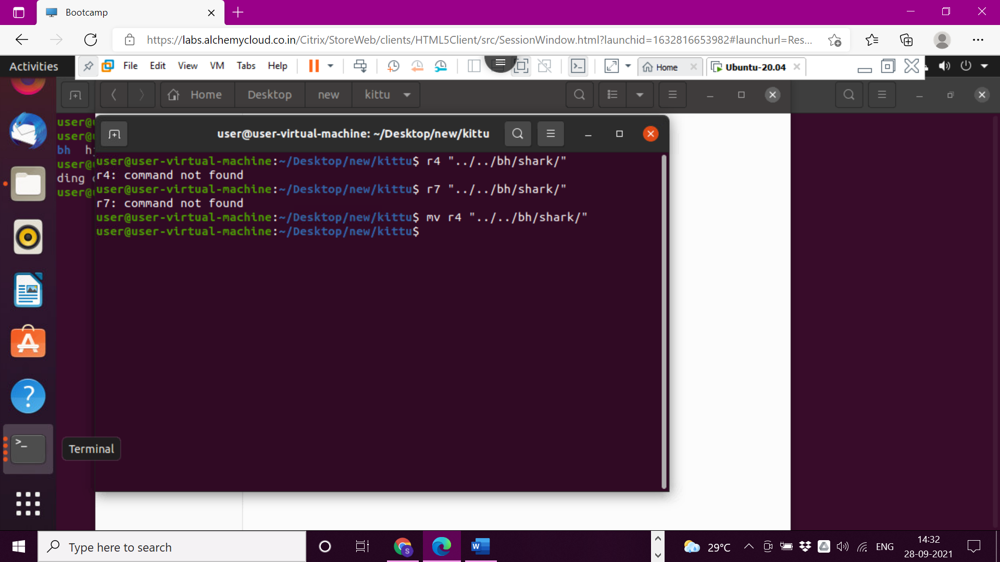 Bootcamp
https://labs.alchemycloud.co.in/Citrix/StoreWeb/clients/HTML5Client/src/SessionWindow.html?launchid=1632816653982#launchurl=Res...
Activities
File Edit View VM Tabs Help
Home
Ubuntu-20.04
Home Desktop new kittu
user@
user@
bh
user@
ding
user@
user@user-virtual-machine: ~/Desktop/new/kittu
user@user-virtual-machine:~/Desktop/new/kittu$ r4 "../../bh/shark/"
r4: command not found
user@user-virtual-machine:~/Desktop/new/kittu$ r7 "../../bh/shark/"
r7: command not found
user@user-virtual-machine:~/Desktop/new/kittu$ mv r4 "../../bh/shark/"
user@user-virtual-machine:~/Desktop/new/kittu$
>_
Terminal
Type here to search
S
W
29°C
ENG
14:32
28-09-2021